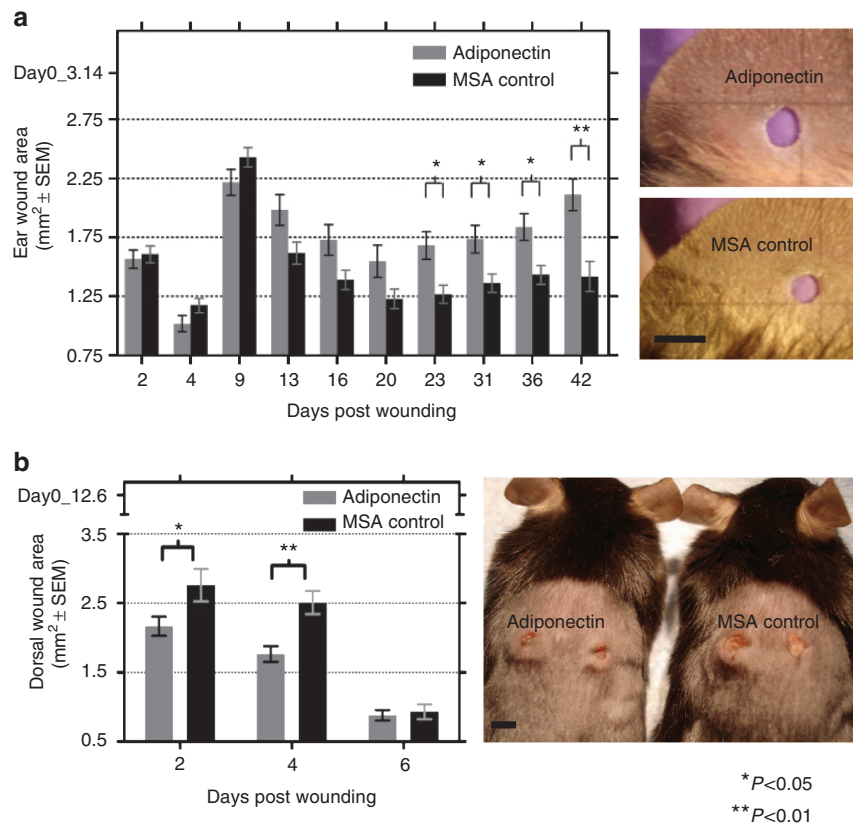 a
Adiponectin
MSA control
Day0_3.14
2.75
2.25
1.75
1.25
0.75
Ear wound area
(mm² ± SEM)
* * * **
2 4 9 13 16 20 23 31 36 42
Days post wounding
Adiponectin
MSA control
b
Adiponectin
MSA control
Day0_12.6
3.5
2.5
1.5
0.5
Dorsal wound area
(mm² ± SEM)
* **
2 4 6
Days post wounding
Adiponectin MSA control
*P<0.05
**P<0.01